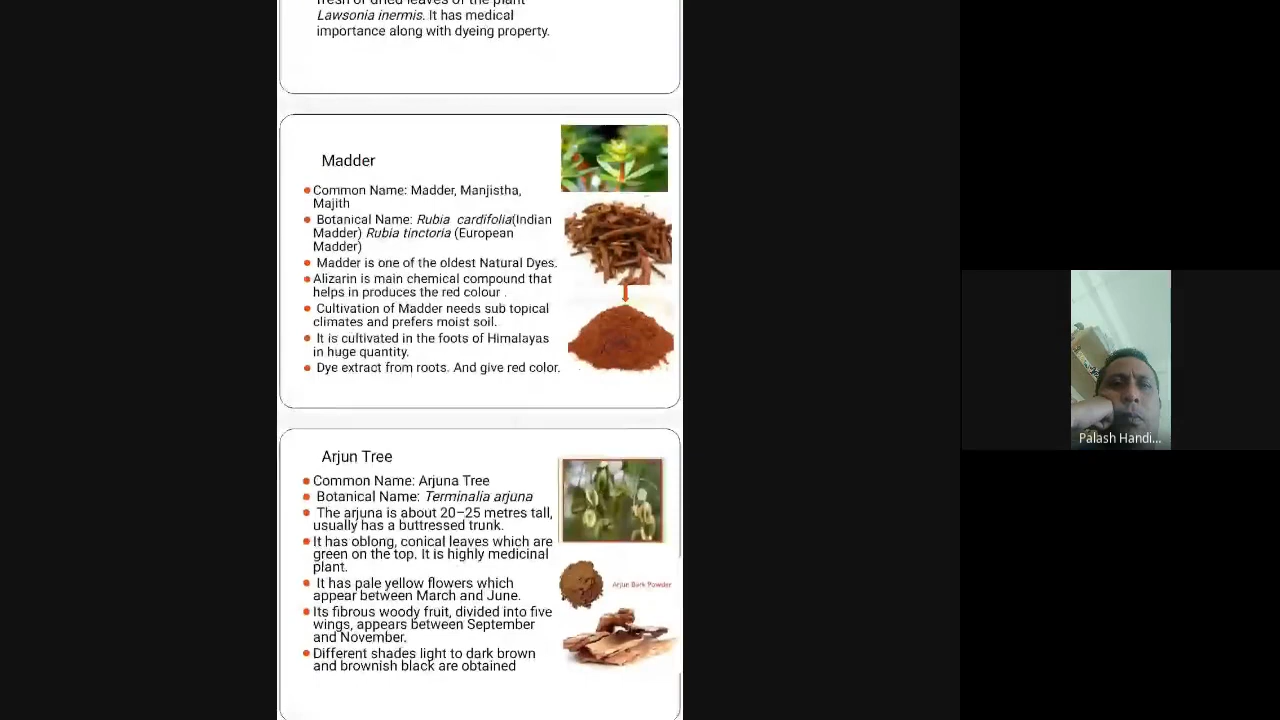 fresh or dried leaves of the plant
Lawsonia inermis. It has medical
importance along with dyeing property.
Madder
Common Name: Madder, Manjistha,
Majith
Botanical Name: Rubia cardifolia(Indian
Madder) Rubia tinctoria (European
Madder)
Madder is one of the oldest Natural Dyes.
Alizarin is main chemical compound that
helps in produces the red colour .
Cultivation of Madder needs sub topical
climates and prefers moist soil.
It is cultivated in the foots of Himalayas
in huge quantity.
Dye extract from roots. And give red color.
Arjun Tree
Common Name: Arjuna Tree
Botanical Name: Terminalia arjuna
The arjuna is about 20–25 metres tall,
usually has a buttressed trunk.
It has oblong, conical leaves which are
green on the top. It is highly medicinal
plant.
It has pale yellow flowers which
appear between March and June.
Its fibrous woody fruit, divided into five
wings, appears between September
and November.
Different shades light to dark brown
and brownish black are obtained
Arjun Bark Powder
Palash Handi...